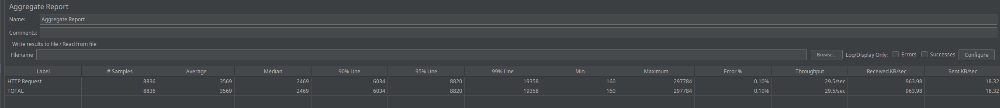 Aggregate Report
Name: Aggregate Report
Comments:
Write results to file / Read from file
Filename Browse... Log/Display Only: Errors Successes Configure
Label # Samples Average Median 90% Line 95% Line 99% Line Min Maximum Error % Throughput Received KB/sec Sent KB/sec
HTTP Request 8836 3569 2469 6034 8820 19358 160 297784 0.10% 29.5/sec 963.98 18.32
TOTAL 8836 3569 2469 6034 8820 19358 160 297784 0.10% 29.5/sec 963.98 18.32